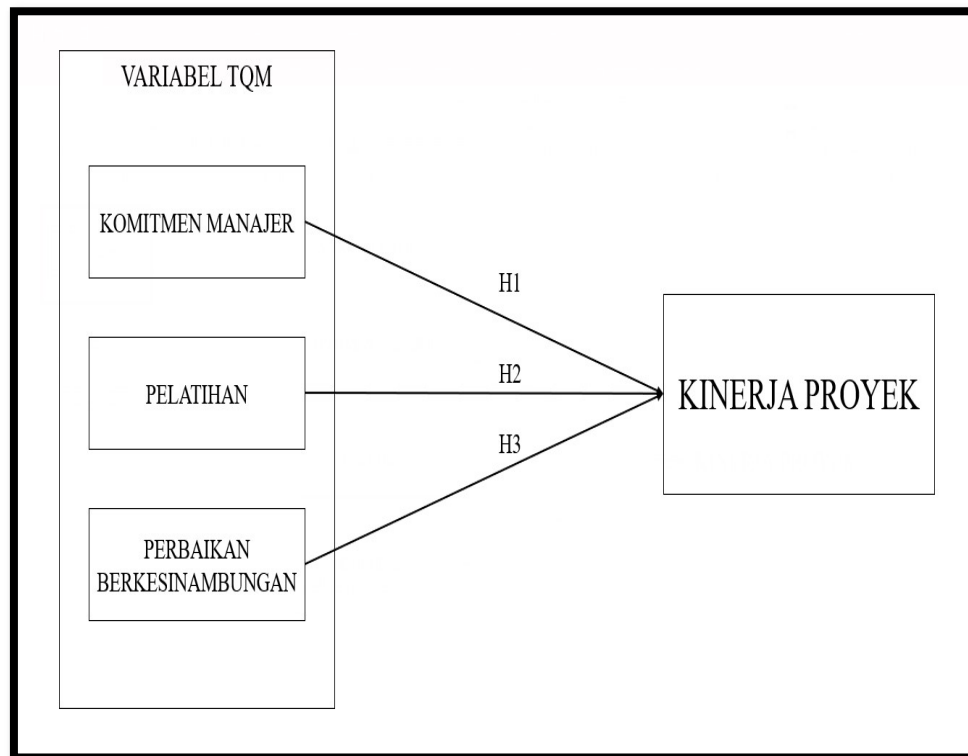 VARIABEL TQM
KOMITMEN MANAJER
H1
PELATIHAN
H2
KINERJA PROYEK
H3
PERBAIKAN
BERKESINAMBUNGAN